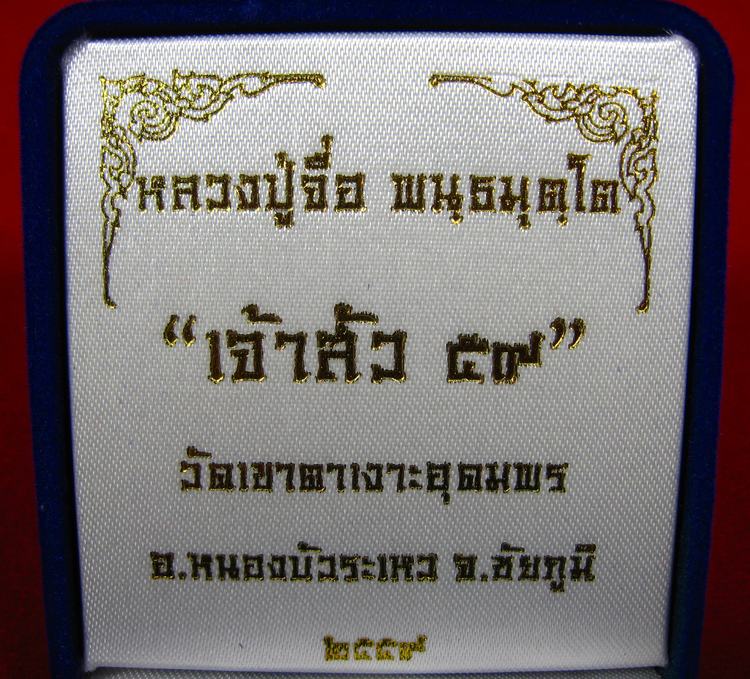 หลวงปู่จื่อ พนฺธมุตฺโต
“เจ้าสัว ๕๙”
วัดเขาตาเงาะอุดมพร
อ.หนองบัวระเหว จ.ชัยภูมิ
๒๕๕๙